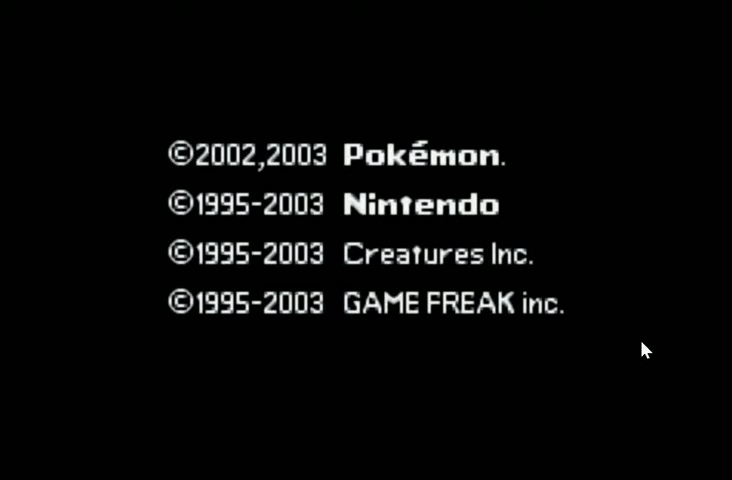 ©2002,2003 Pokémon.
©1995-2003 Nintendo
©1995-2003 Creatures Inc.
©1995-2003 GAME FREAK inc.